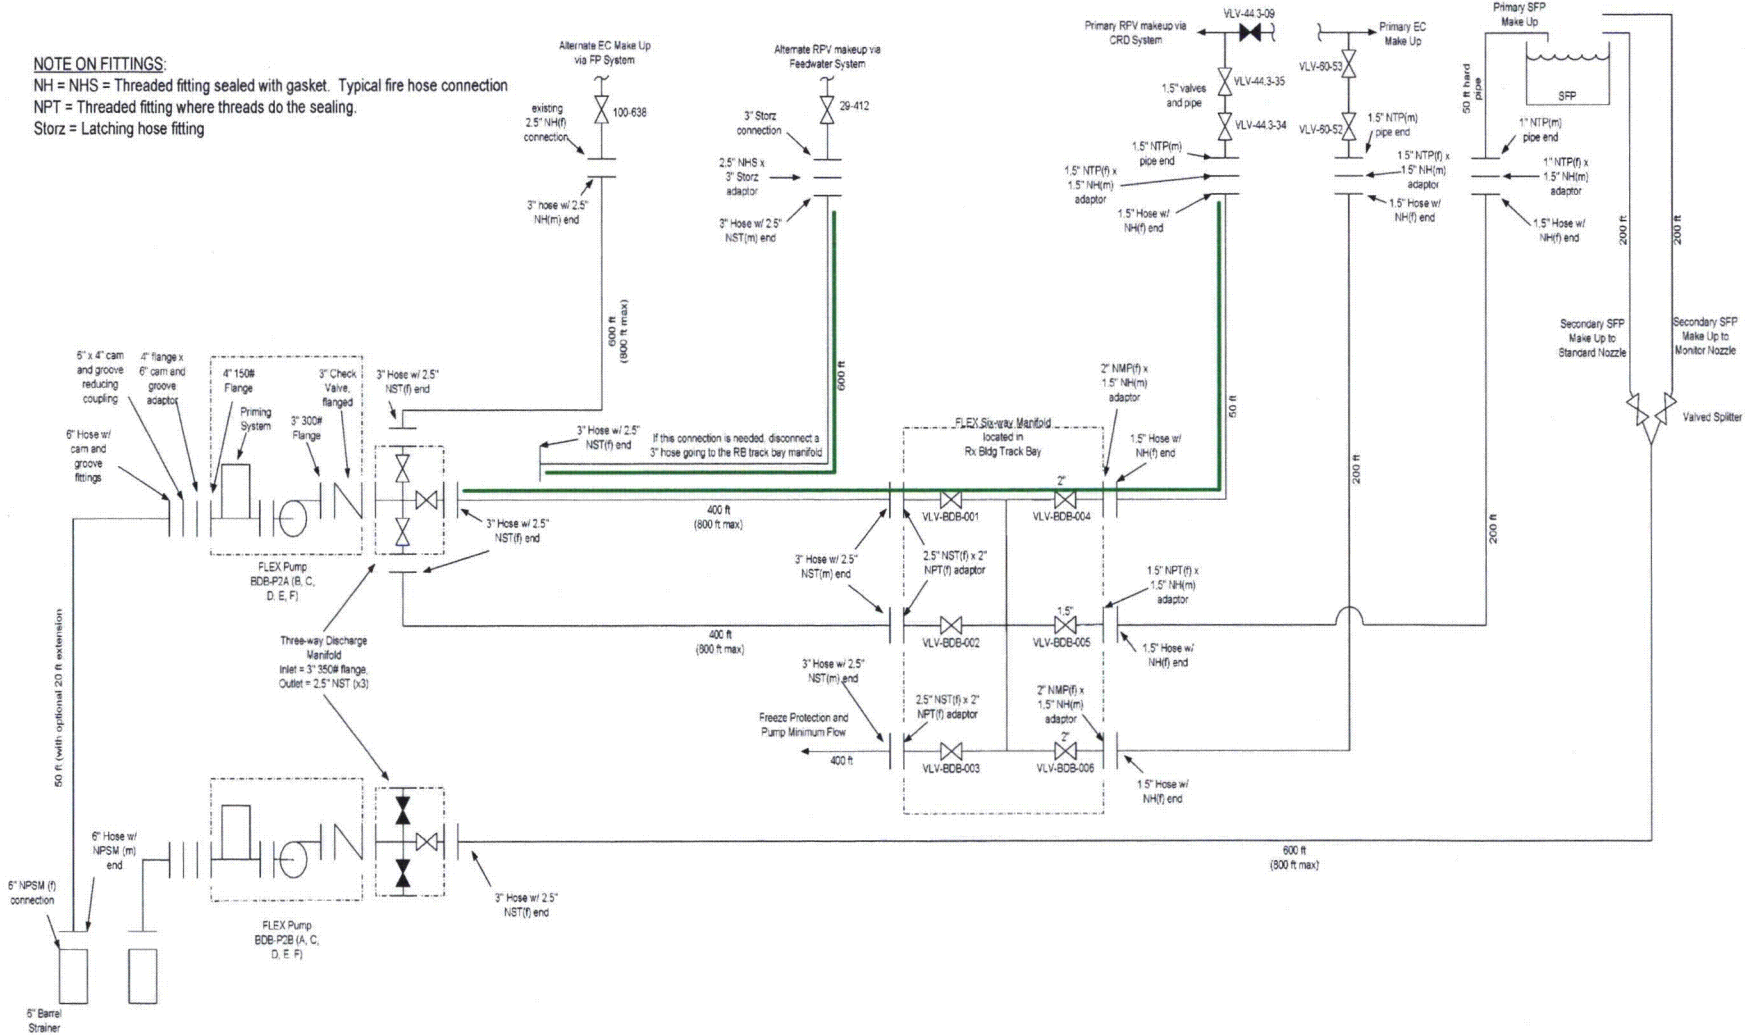 NOTE ON FITTINGS:
NH = NHS = Threaded fitting sealed with gasket. Typical fire hose connection
NPT = Threaded fitting where threads do the sealing.
Storz = Latching hose fitting
Alternate EC Make Up
via FP System
100-638
existing
2.5" NH(f)
connection
3" hose w/ 2.5"
NH(m) end
600 ft
(800 ft max)
Alternate RPV makeup via
Feedwater System
29-412
3" Storz
connection
2.5" NHS x
3" Storz
adaptor
3" Hose w/ 2.5"
NST(m) end
600 ft
Primary RPV makeup via
CRD System
VLV-44.3-09
VLV-44.3-35
1.5" valves
and pipe
VLV-44.3-34
1.5" NTP(m)
pipe end
1.5" NTP(f) x
1.5" NH(m)
adaptor
1.5" Hose w/
NH(f) end
50 ft
Primary EC
Make Up
VLV-60-53
VLV-60-52
1.5" NTP(m)
pipe end
1.5" NTP(f) x
1.5" NH(m)
adaptor
1.5" Hose w/
NH(f) end
200 ft
Primary SFP
Make Up
50 ft hard
pipe
SFP
1" NTP(m)
pipe end
1" NTP(f) x
1.5" NH(m)
adaptor
1.5" Hose w/
NH(f) end
200 ft
200 ft
200 ft
Secondary SFP
Make Up to
Standard Nozzle
Secondary SFP
Make Up to
Monitor Nozzle
Valved Splitter
6" x 4" cam
and groove
reducing
coupling
4" flange x
6" cam and
groove
adaptor
4" 150#
Flange
Priming
System
3" 300#
Flange
3" Check
Valve,
flanged
6" Hose w/
cam and
groove
fittings
3" Hose w/ 2.5"
NST(f) end
3" Hose w/ 2.5"
NST(f) end
If this connection is needed, disconnect a
3" hose going to the RB track bay manifold
FLEX Six-way Manifold
located in
Rx Bldg Track Bay
2" NMP(f) x
1.5" NH(m)
adaptor
1.5" Hose w/
NH(f) end
400 ft
(800 ft max)
3" Hose w/ 2.5"
NST(f) end
VLV-BDB-001
2"
VLV-BDB-004
FLEX Pump
BDB-P2A (B, C,
D, E, F)
3" Hose w/ 2.5"
NST(m) end
2.5" NST(f) x 2"
NPT(f) adaptor
1.5" NPT(f) x
1.5" NH(m)
adaptor
Three-way Discharge
Manifold
Inlet = 3" 350# flange,
Outlet = 2.5" NST (x3)
400 ft
(800 ft max)
VLV-BDB-002
1.5"
VLV-BDB-005
1.5" Hose w/
NH(f) end
3" Hose w/ 2.5"
NST(m) end
2.5" NST(f) x 2"
NPT(f) adaptor
2" NMP(f) x
1.5" NH(m)
adaptor
Freeze Protection and
Pump Minimum Flow
400 ft
VLV-BDB-003
2"
VLV-BDB-006
1.5" Hose w/
NH(f) end
50 ft (with optional 20 ft extension
6" Hose w/
NPSM (m)
end
6" NPSM (f)
connection
6" Barrel
Strainer
FLEX Pump
BDB-P2B (A, C,
D, E F)
3" Hose w/ 2.5"
NST(f) end
600 ft
(800 ft max)